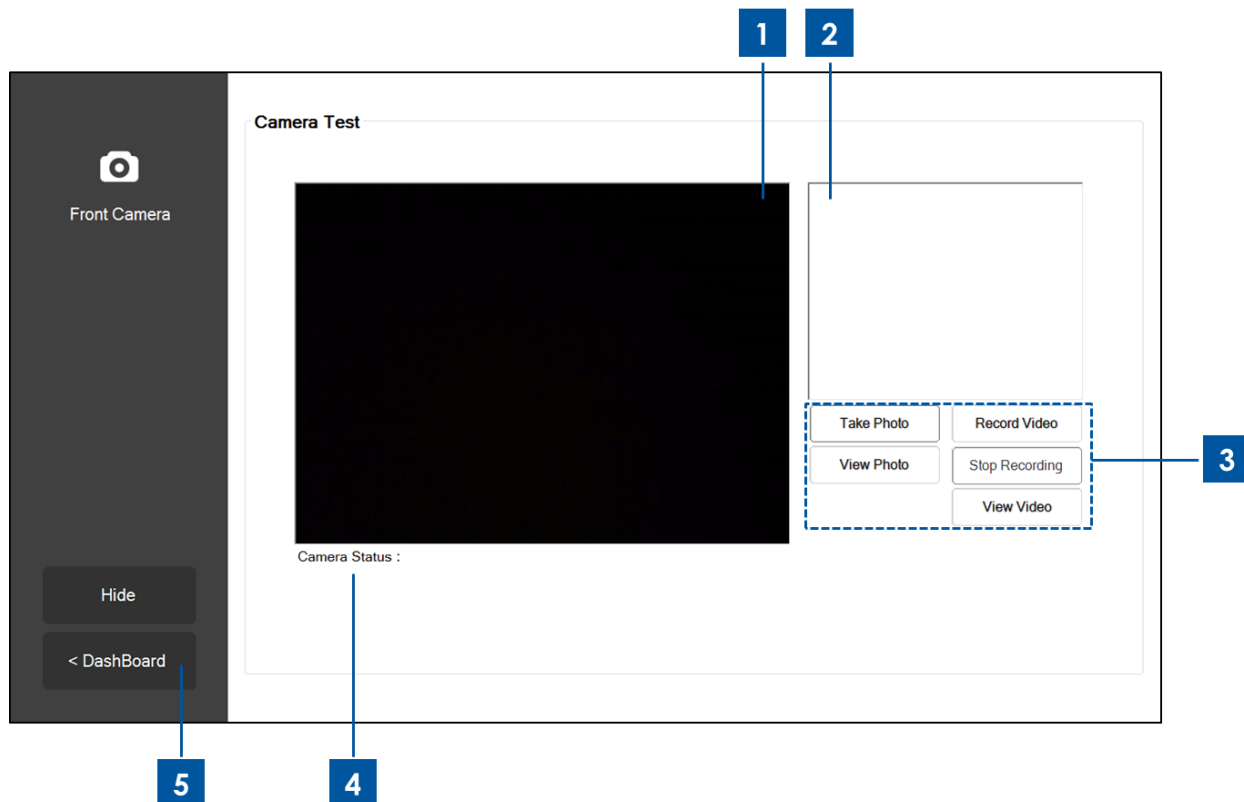 1 2
Camera Test
Front Camera
Take Photo Record Video
View Photo Stop Recording
3
View Video
Camera Status :
Hide
< DashBoard
5 4